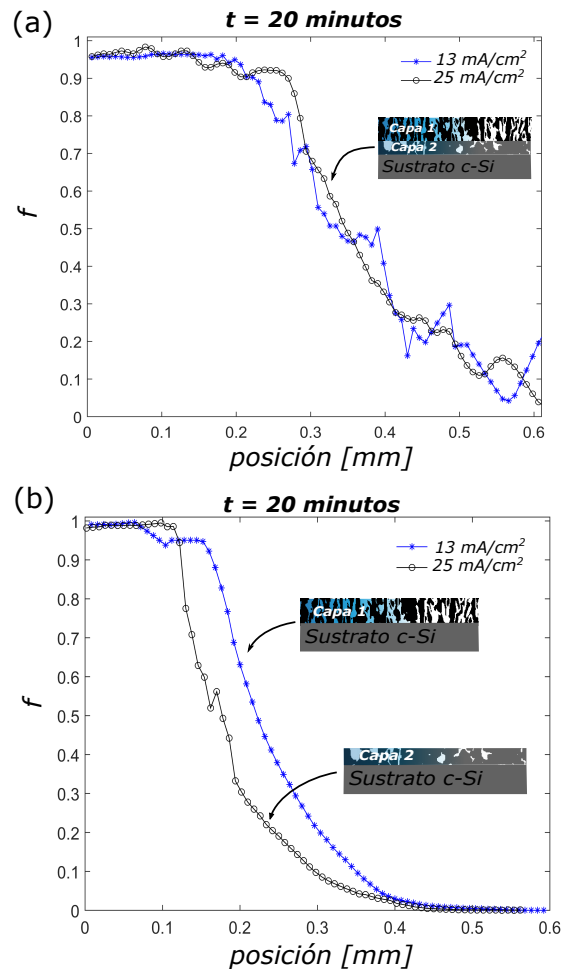 (a)
t = 20 minutos
1
0.9
0.8
0.7
0.6
0.5
0.4
0.3
0.2
0.1
0
f
13 mA/cm²
25 mA/cm²
Capa 1
Capa 2
Sustrato c-Si
0 0.1 0.2 0.3 0.4 0.5 0.6
posición [mm]
(b)
t = 20 minutos
1
0.9
0.8
0.7
0.6
0.5
0.4
0.3
0.2
0.1
0
f
13 mA/cm²
25 mA/cm²
Capa 1
Sustrato c-Si
Capa 2
Sustrato c-Si
0 0.1 0.2 0.3 0.4 0.5 0.6
posición [mm]